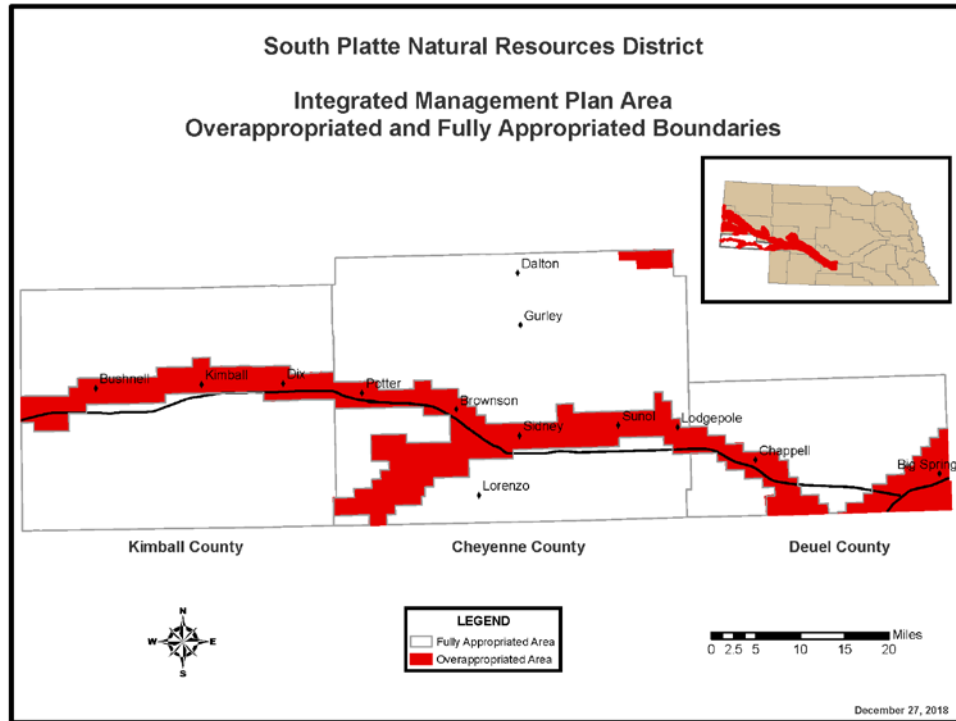 South Platte Natural Resources District
Integrated Management Plan Area
Overappropriated and Fully Appropriated Boundaries
Dalton
Gurley
Bushnell
Kimball
Dix
Potter
Brownson
Sidney
Sunol
Lodgepole
Chappell
Big Spring
Lorenzo
Kimball County
Cheyenne County
Deuel County
N
W E
S
LEGEND
Fully Appropriated Area
Overappropriated Area
Miles
0 2.5 5 10 15 20
December 27, 2018